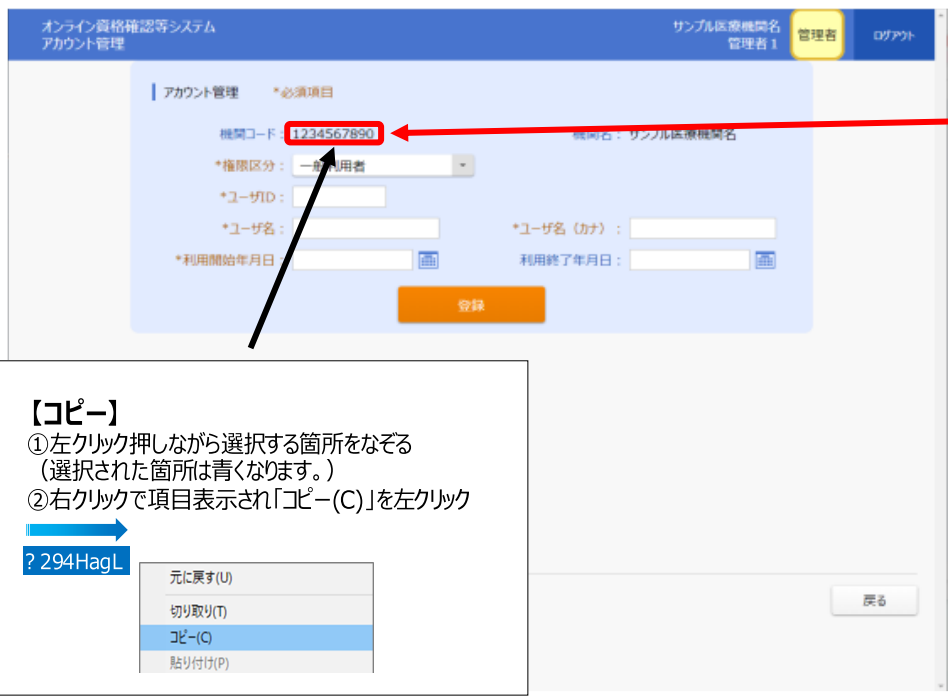 オンライン資格確認等システム
アカウント管理
サンプル医療機関名
管理者1
管理者
ログアウト
アカウント管理 *必須項目
機関コード: 1234567890 機関名: サンプル医療機関名
*権限区分: 一般利用者
*ユーザID:
*ユーザ名: *ユーザ名（カナ）:
*利用開始年月日: 利用終了年月日:
登録
【コピー】
①左クリック押しながら選択する箇所をなぞる
（選択された箇所は青くなります。）
②右クリックで項目表示され「コピー(C)」を左クリック
?294HagL
元に戻す(U)
切り取り(T)
コピー(C)
貼り付け(P)
戻る